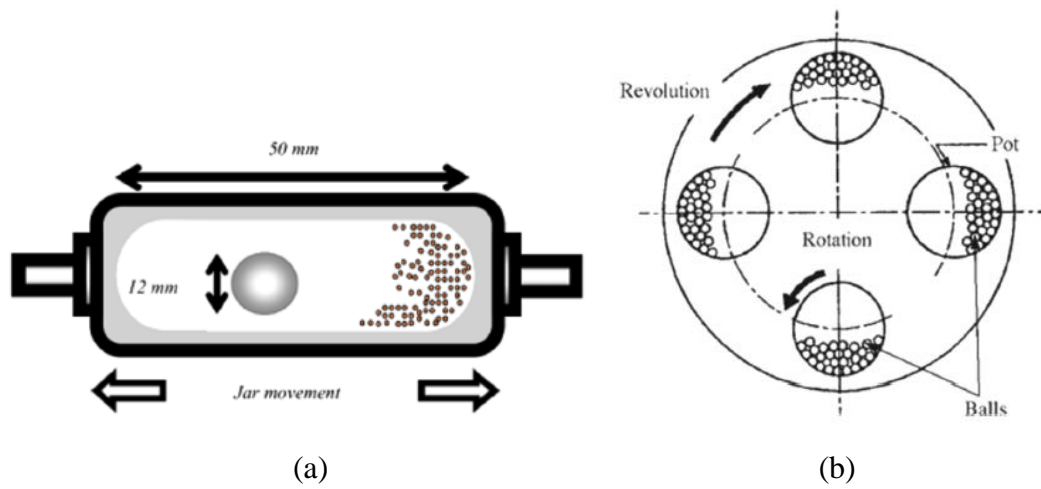 50 mm
12 mm
Jar movement
(a)
Revolution
Pot
Rotation
Balls
(b)